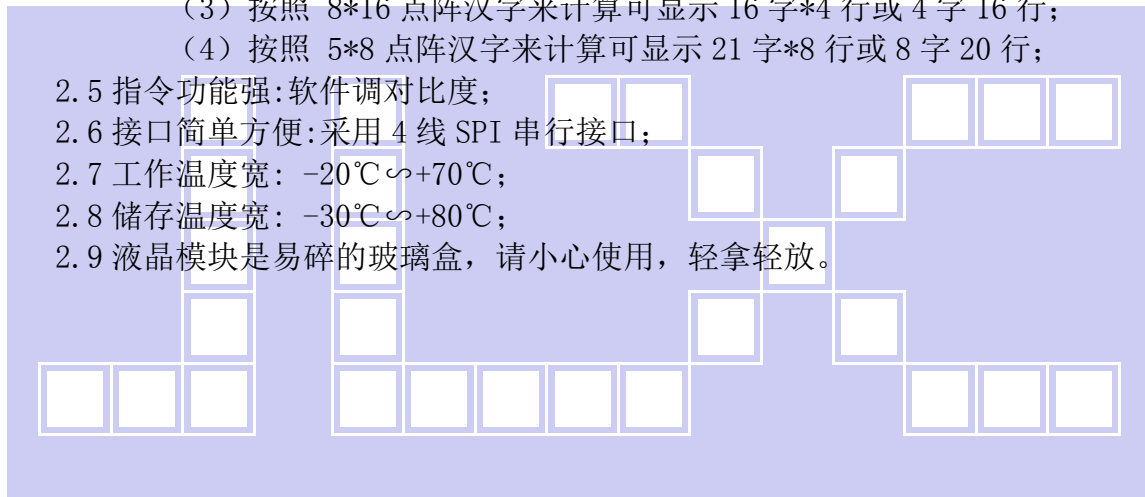 （3）按照 8*16 点阵汉字来计算可显示 16 字*4 行或 4 字 16 行；
（4）按照 5*8 点阵汉字来计算可显示 21 字*8 行或 8 字 20 行；
2.5 指令功能强:软件调对比度；
2.6 接口简单方便:采用 4 线 SPI 串行接口；
2.7 工作温度宽: -20℃∽+70℃；
2.8 储存温度宽: -30℃∽+80℃；
2.9 液晶模块是易碎的玻璃盒，请小心使用，轻拿轻放。